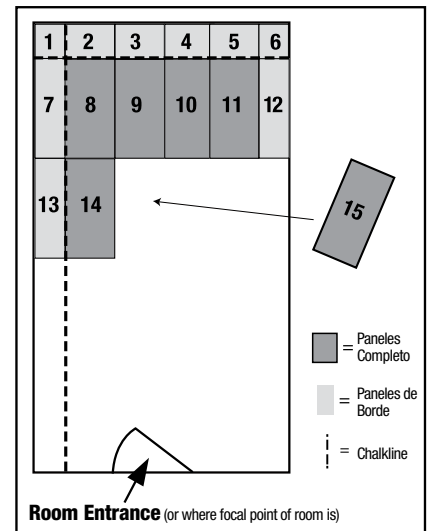 1 2 3 4 5 6
7 8 9 10 11 12
13 14
15
= Paneles
Completo
= Paneles de
Borde
= Chalkline
Room Entrance (or where focal point of room is)